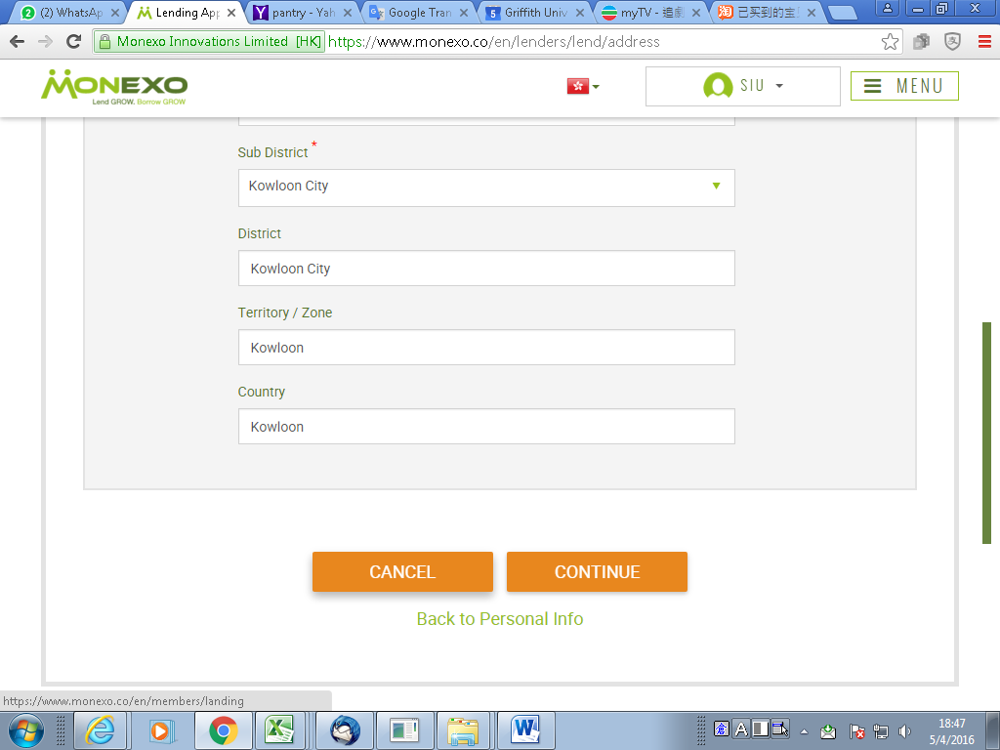 (2) WhatsAp
Lending App
pantry - Yah
Google Tran
Griffith Univ
myTV - 追劇
已买到的宝
Monexo Innovations Limited [HK]
https://www.monexo.co/en/lenders/lend/address
MONEXO
Lend GROW. Borrow GROW
SIU
MENU
Sub District *
Kowloon City
District
Kowloon City
Territory / Zone
Kowloon
Country
Kowloon
CANCEL
CONTINUE
Back to Personal Info
https://www.monexo.co/en/members/landing
18:47
5/4/2016